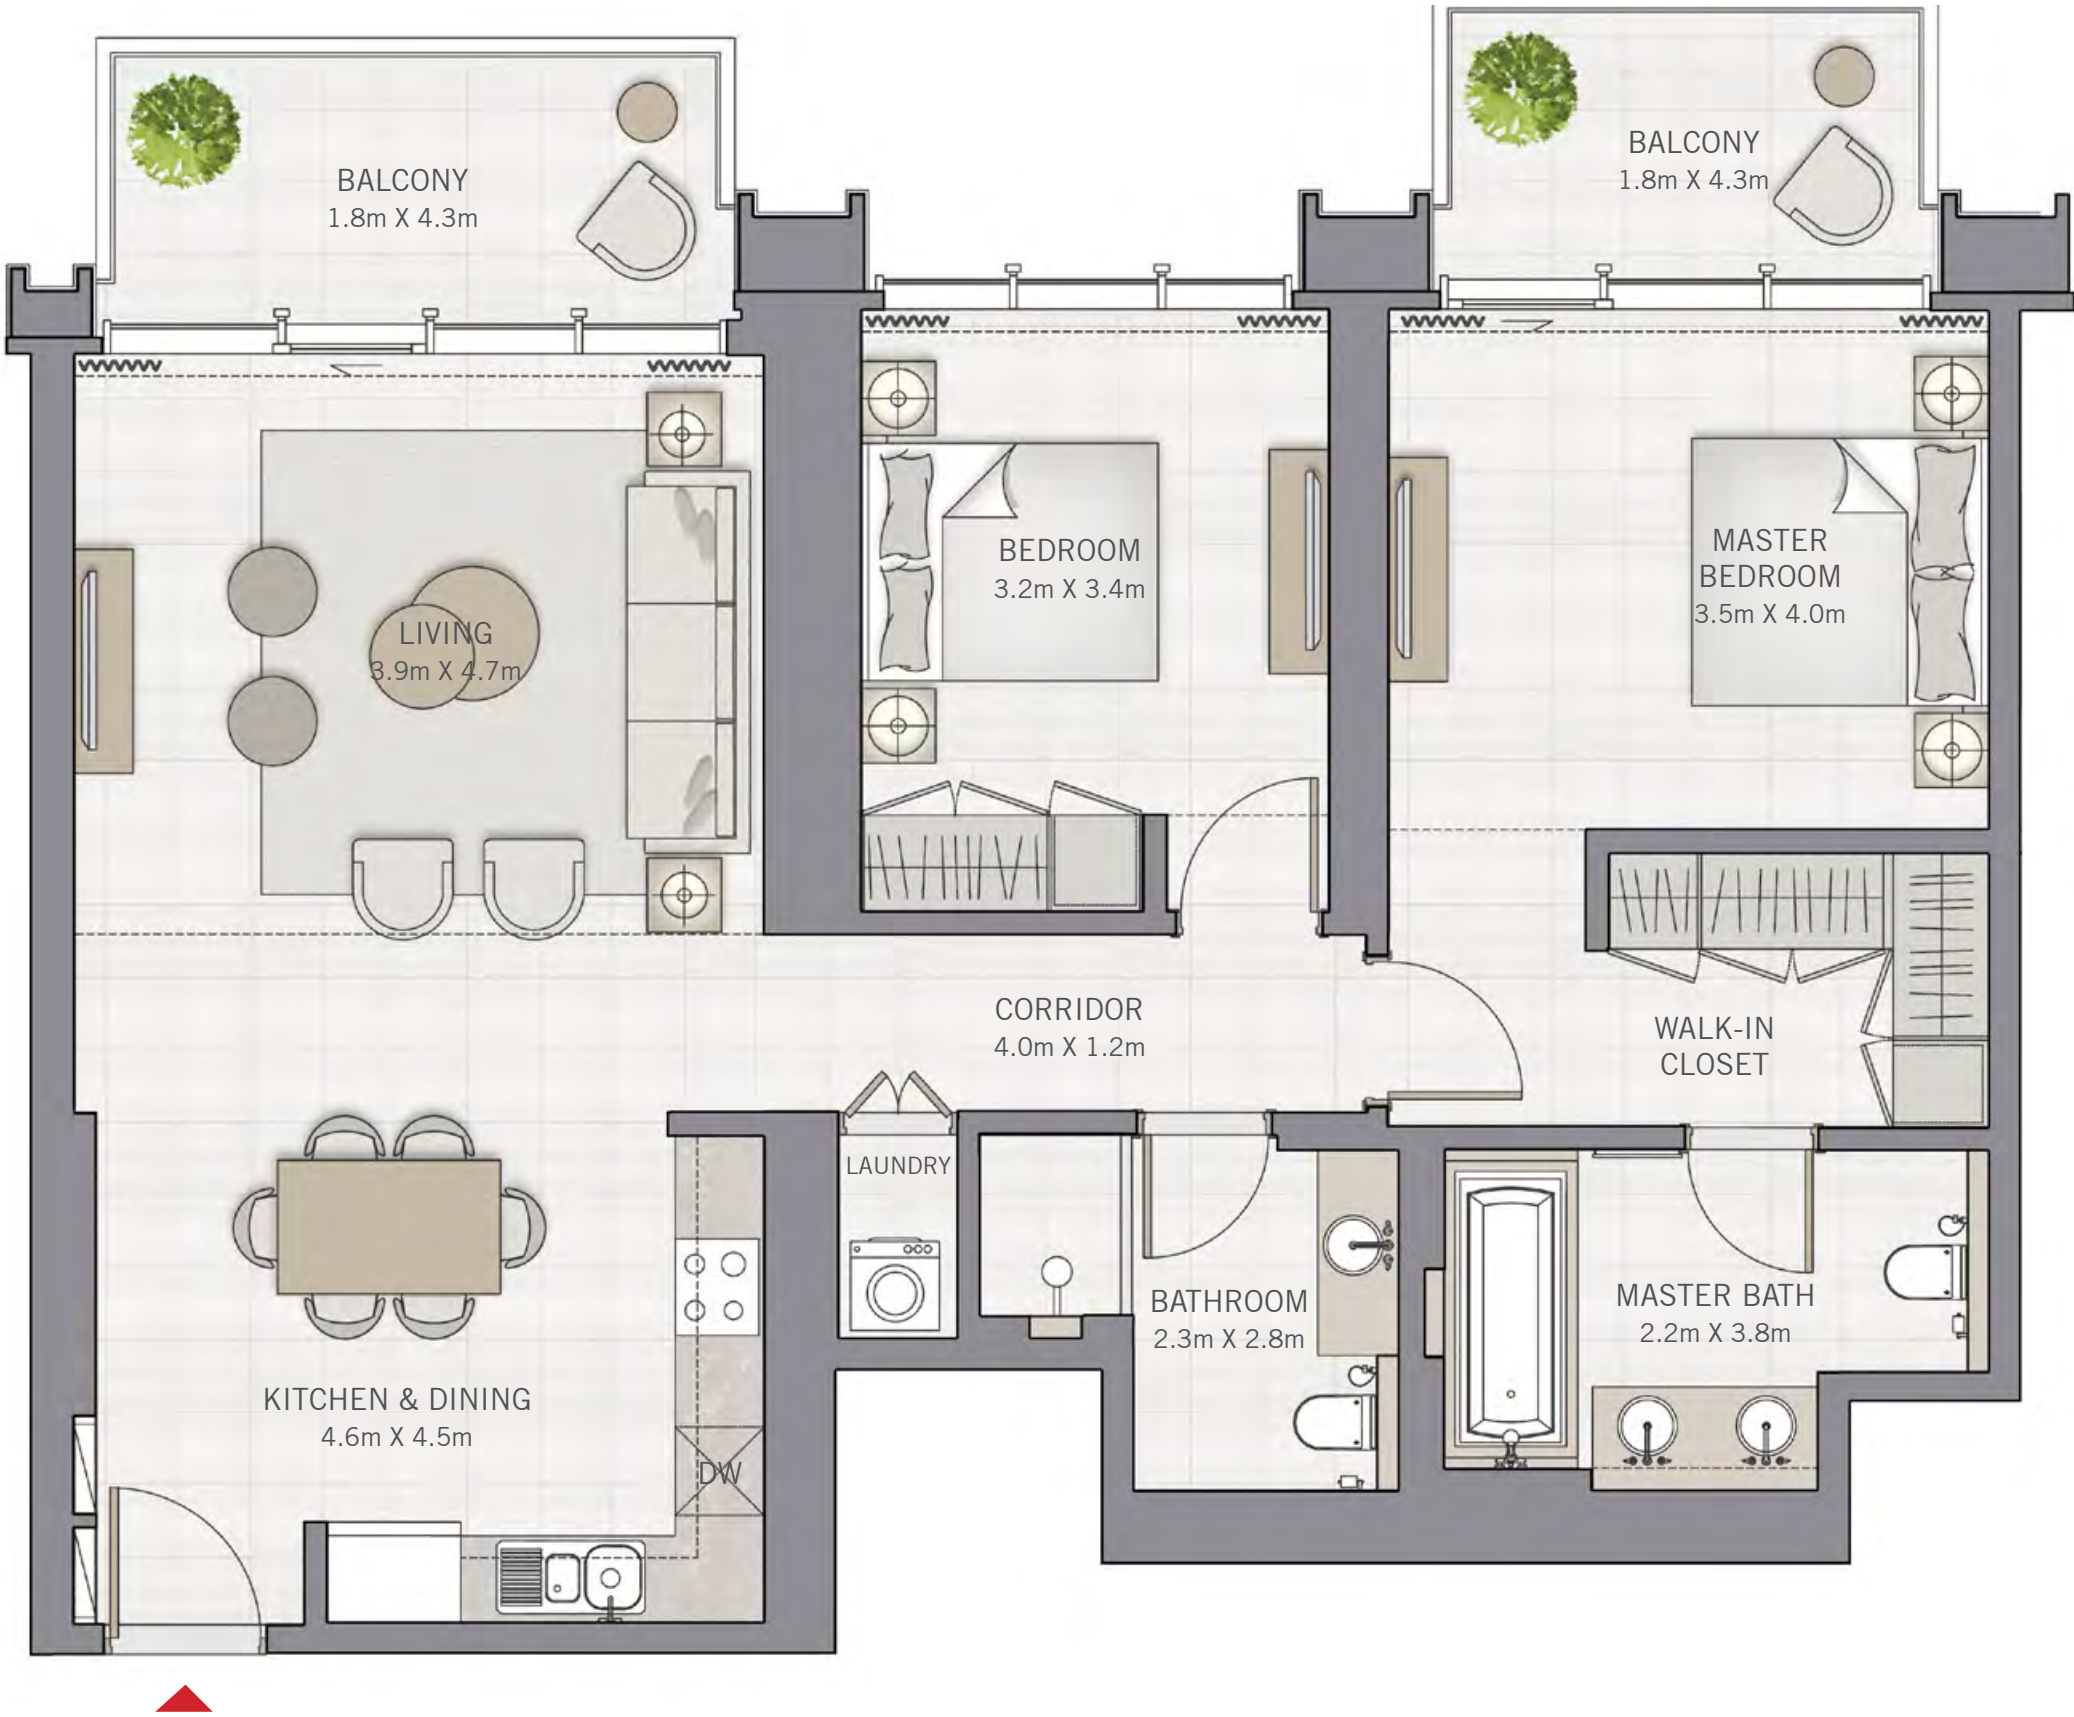 BALCONY
1.8m X 4.3m
BALCONY
1.8m X 4.3m
LIVING
3.9m X 4.7m
BEDROOM
3.2m X 3.4m
MASTER
BEDROOM
3.5m X 4.0m
CORRIDOR
4.0m X 1.2m
WALK-IN
CLOSET
LAUNDRY
KITCHEN & DINING
4.6m X 4.5m
DW
BATHROOM
2.3m X 2.8m
MASTER BATH
2.2m X 3.8m